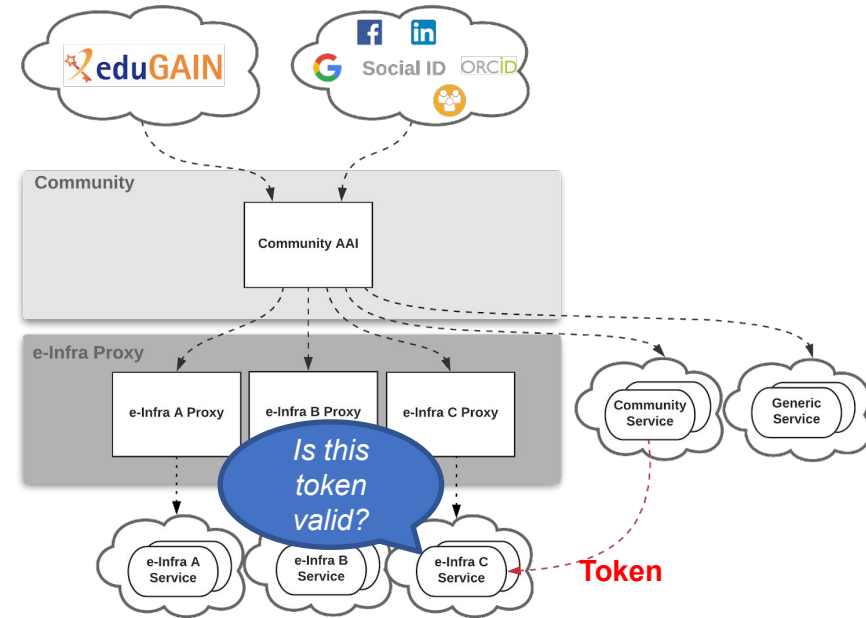 eduGAIN
Social ID
ORCiD
Community
Community AAI
e-Infra Proxy
e-Infra A Proxy
e-Infra B Proxy
e-Infra C Proxy
Community
Service
Generic
Service
Is this
token
valid?
e-Infra A
Service
e-Infra B
Service
e-Infra C
Service
Token